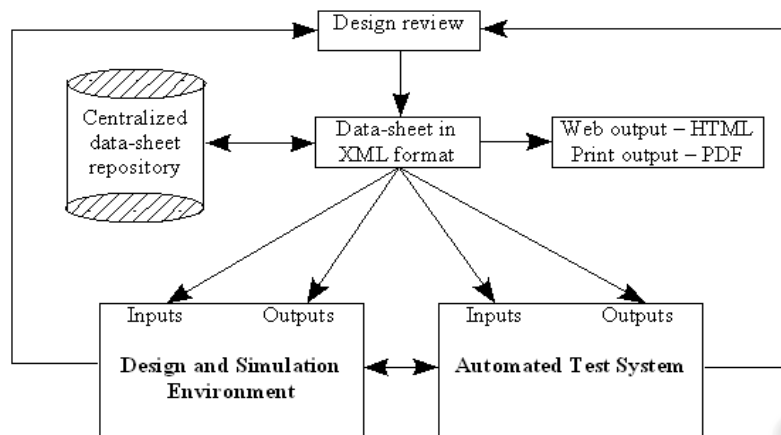 Design review
Centralized
data-sheet
repository
Data-sheet in
XML format
Web output – HTML
Print output – PDF
Inputs
Outputs
Design and Simulation
Environment
Inputs
Outputs
Automated Test System